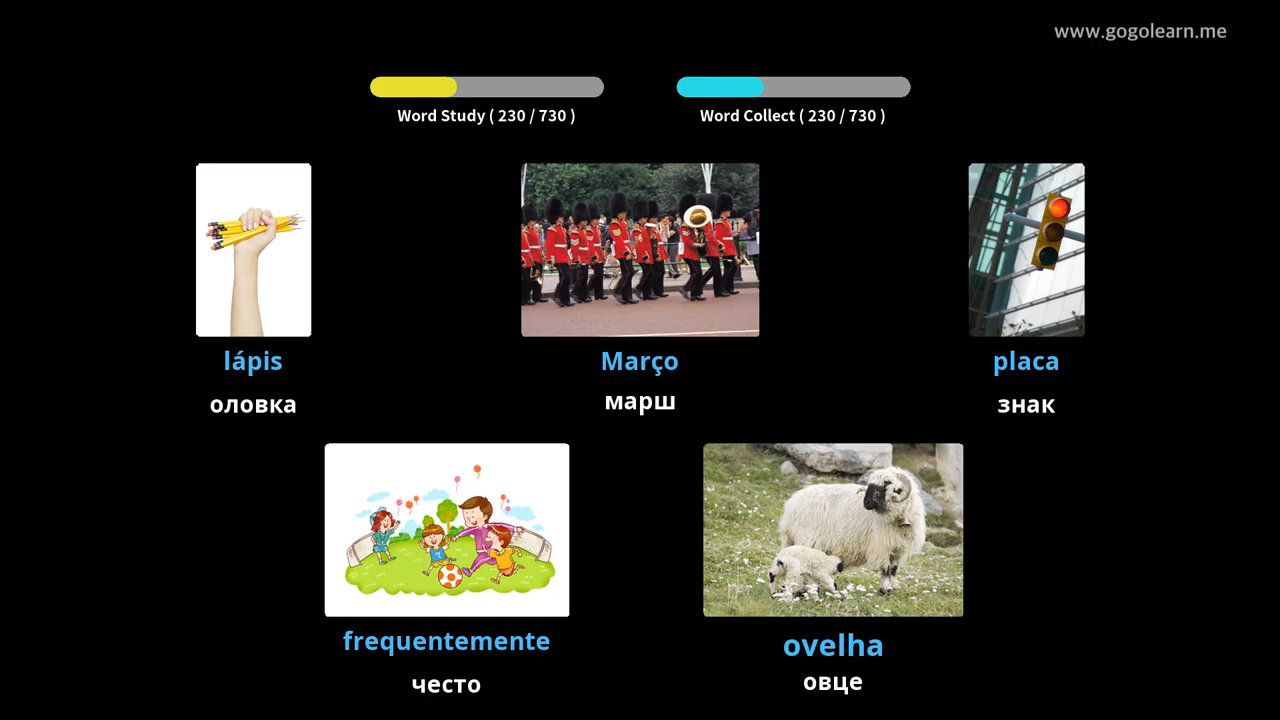 www.gogolearn.me
Word Study ( 230 / 730 )
Word Collect ( 230 / 730 )
lápis
Março
placa
оловка
марш
знак
frequentemente
ovelha
често
овце